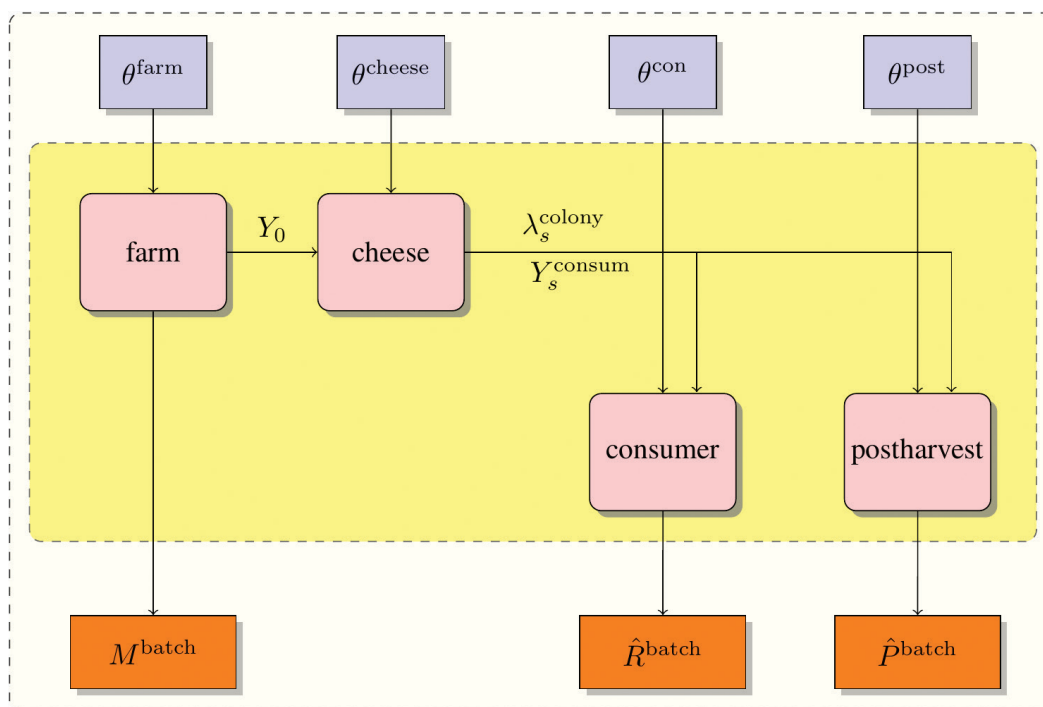 θ^farm θ^cheese θ^con θ^post
farm Y_0 cheese λ_s^colony
Y_s^consum
consumer postharvest
M^batch R̂^batch P̂^batch